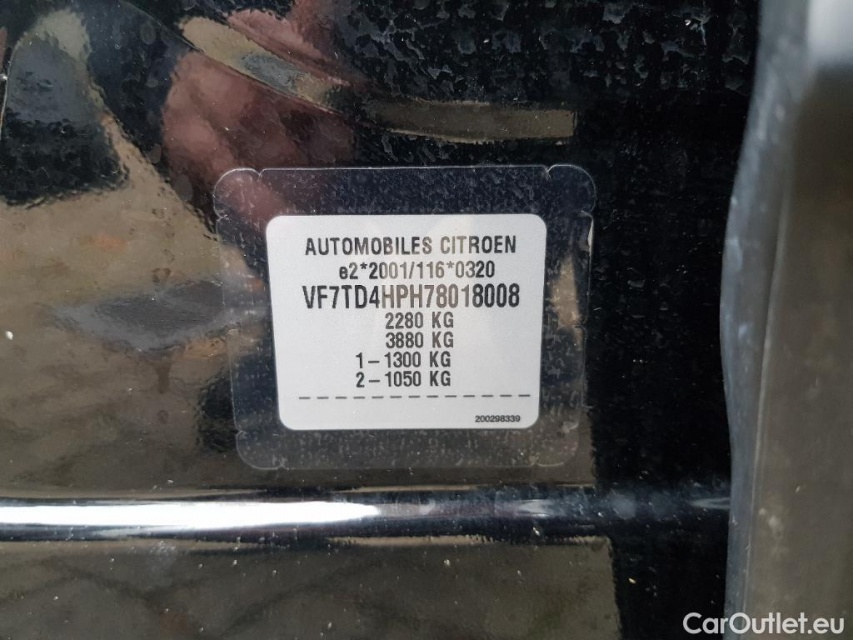 AUTOMOBILES CITROEN
e2*2001/116*0320
VF7TD4HPH78018008
2280 KG
3880 KG
1-1300 KG
2-1050 KG
200298339
CarOutlet.eu